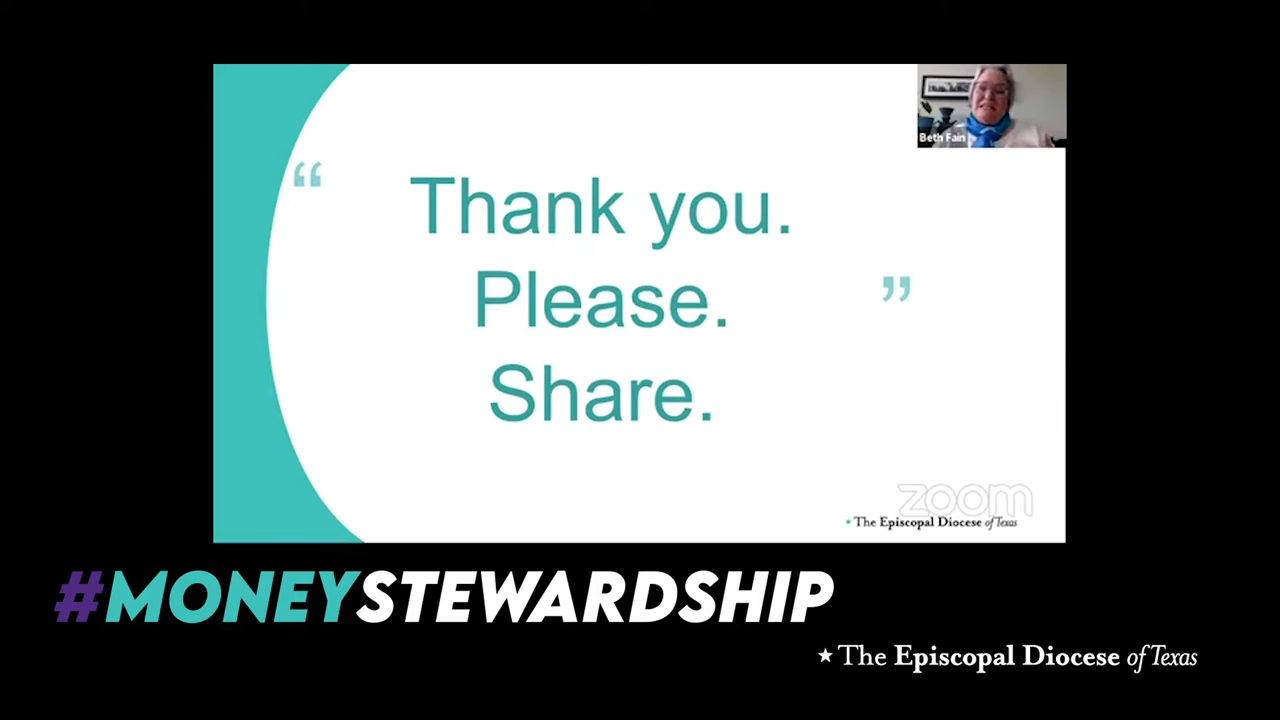 Beth Fain
“ Thank you.
Please. ”
Share.
zoom
The Episcopal Diocese of Texas
#MONEYSTEWARDSHIP
The Episcopal Diocese of Texas